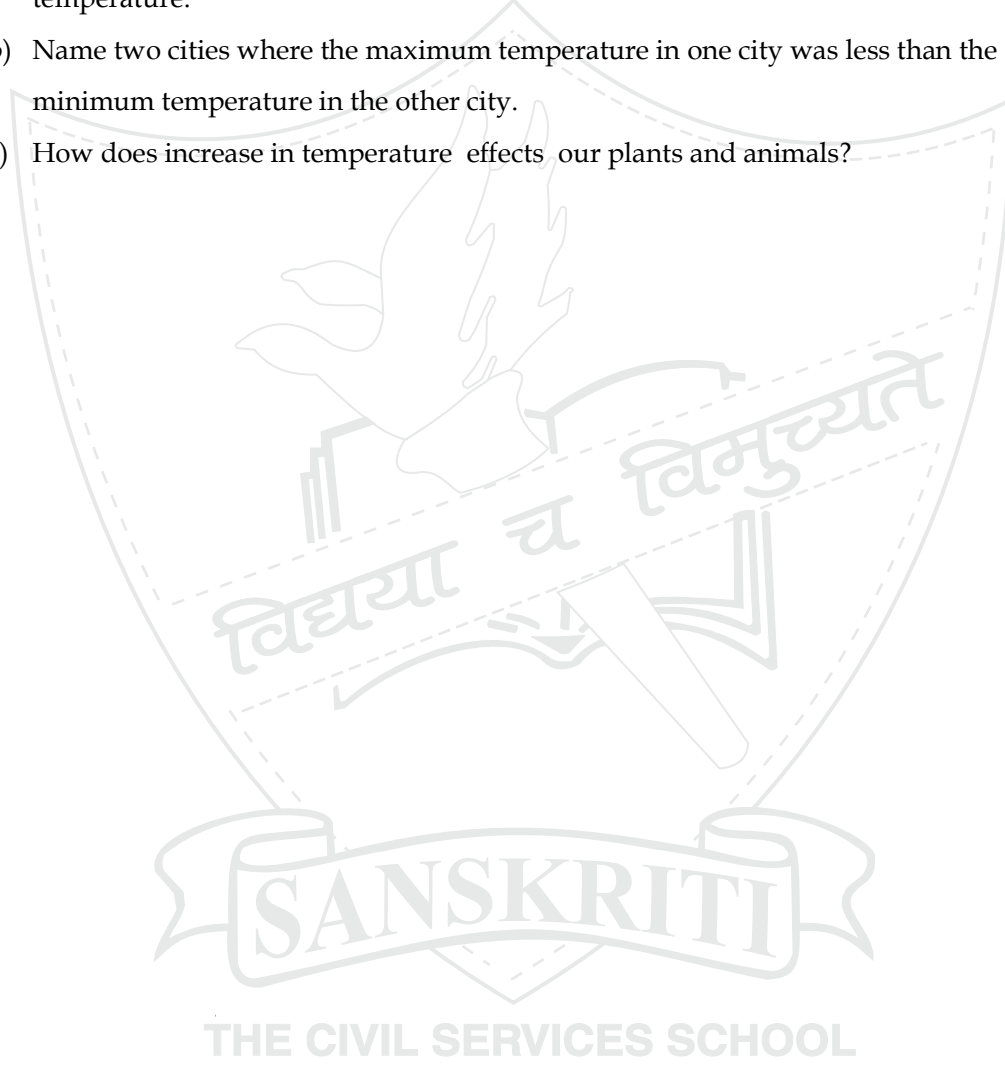 temperature.
) Name two cities where the maximum temperature in one city was less than the
minimum temperature in the other city.
) How does increase in temperature effects our plants and animals?
विद्यया च विमुच्यते
SANSKRITI
THE CIVIL SERVICES SCHOOL